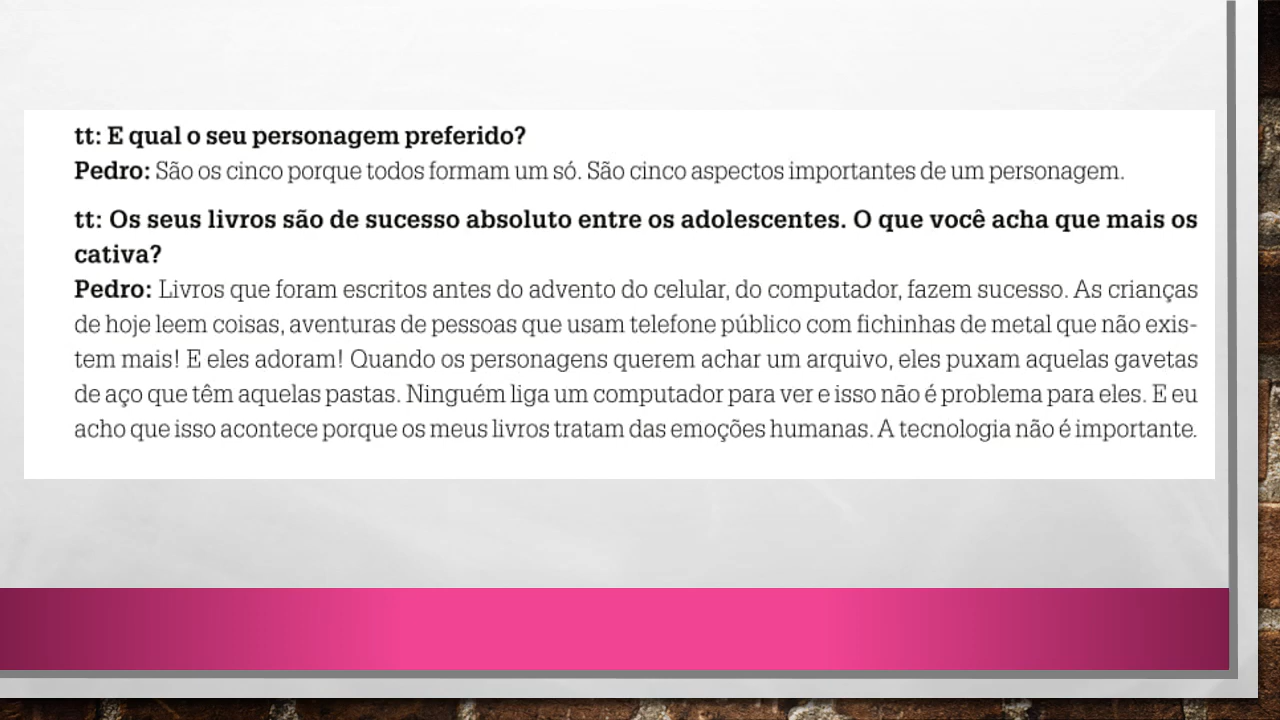 tt: E qual o seu personagem preferido?
Pedro: São os cinco porque todos formam um só. São cinco aspectos importantes de um personagem.
tt: Os seus livros são de sucesso absoluto entre os adolescentes. O que você acha que mais os
cativa?
Pedro: Livros que foram escritos antes do advento do celular, do computador, fazem sucesso. As crianças
de hoje leem coisas, aventuras de pessoas que usam telefone público com fichinhas de metal que não exis-
tem mais! E eles adoram! Quando os personagens querem achar um arquivo, eles puxam aquelas gavetas
de aço que têm aquelas pastas. Ninguém liga um computador para ver e isso não é problema para eles. E eu
acho que isso acontece porque os meus livros tratam das emoções humanas. A tecnologia não é importante.